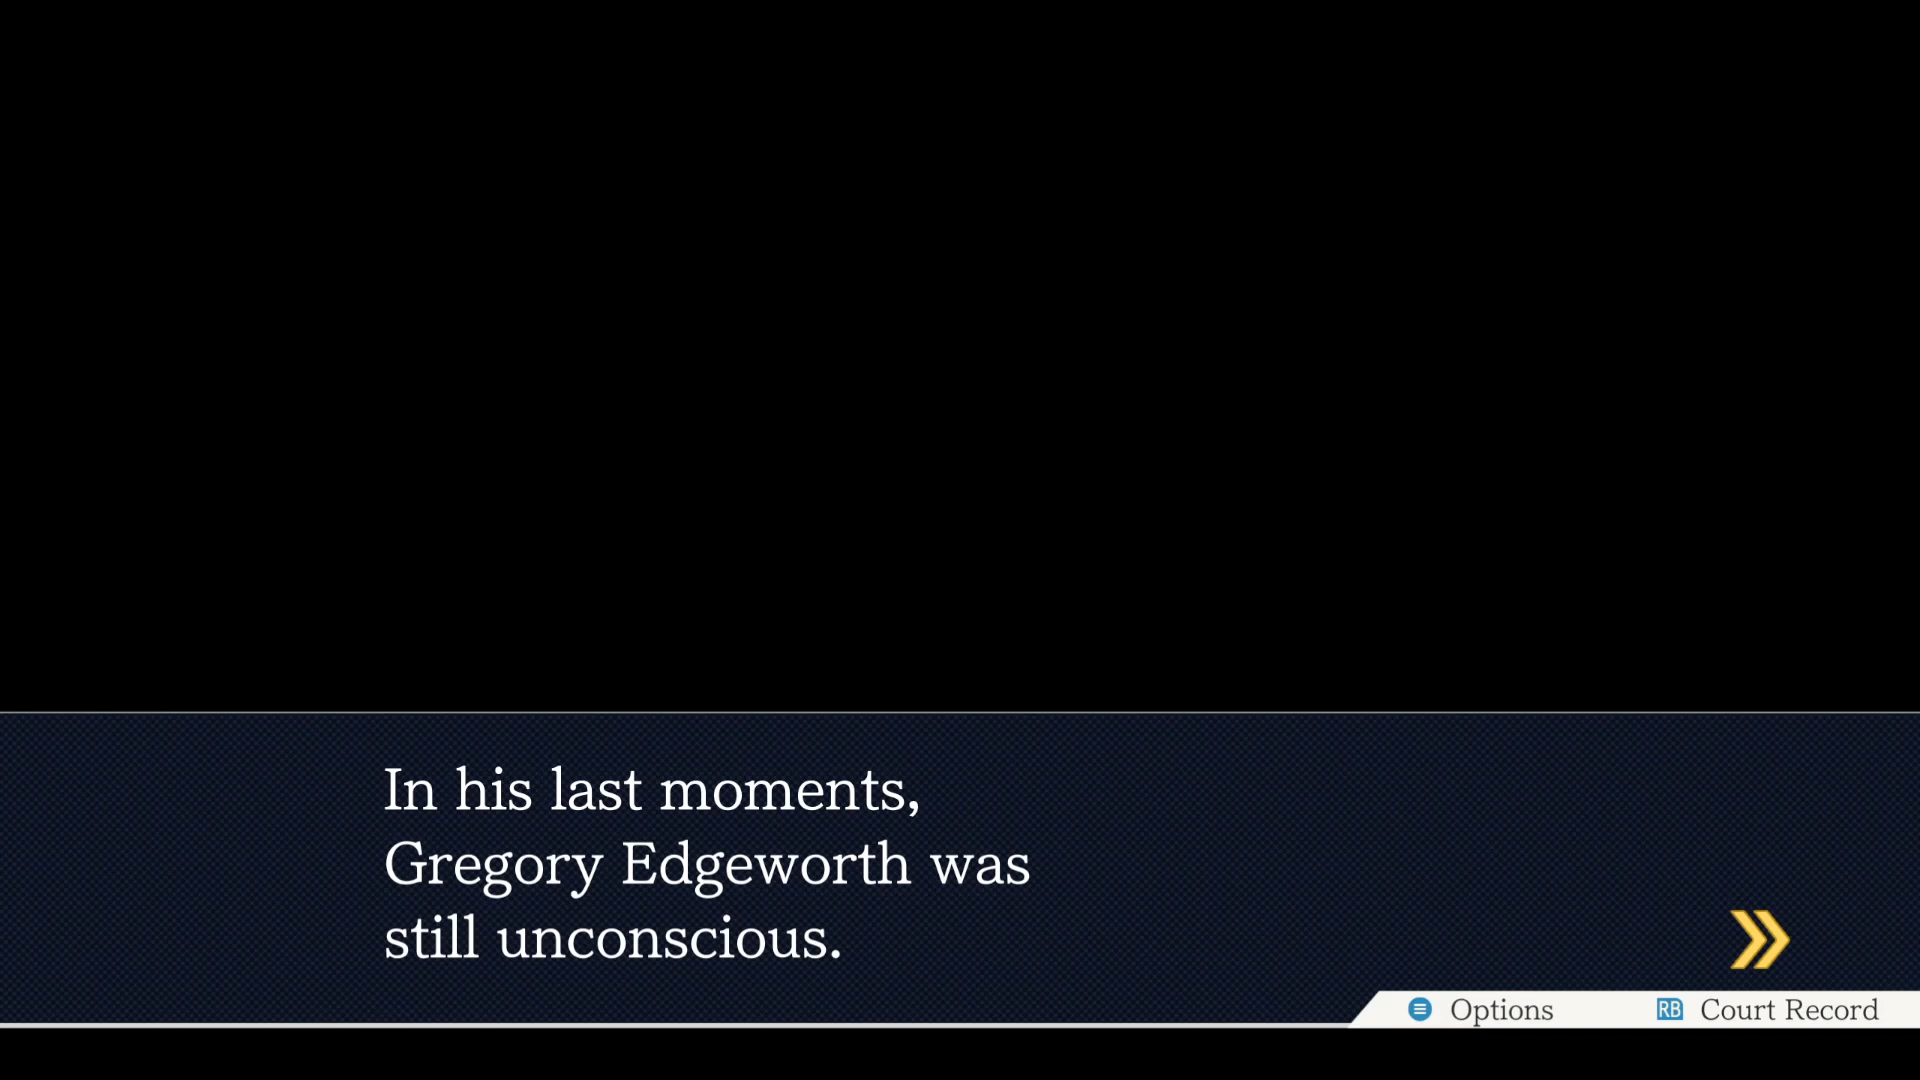 In his last moments,
Gregory Edgeworth was
still unconscious.
Options
RB Court Record